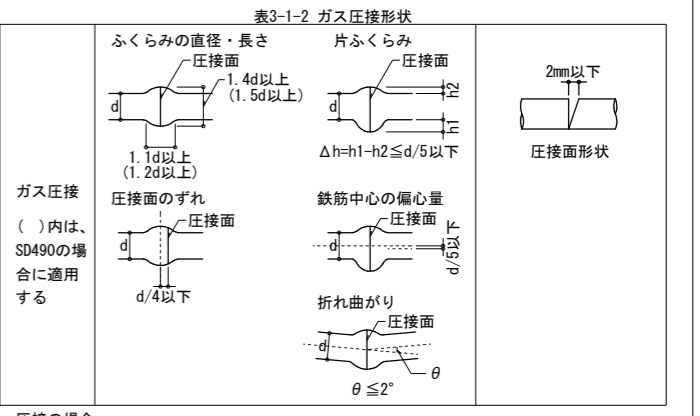 表3-1-2 ガス圧接形状
ガス圧接
( )内は、
SD490の場
合に適用
する
ふくらみの直径・長さ
圧接面
1.4d以上
(1.5d以上)
d
1.1d以上
(1.2d以上)
片ふくらみ
圧接面
d
h2
h1
Δh=h1-h2≦d/5以下
圧接面のずれ
圧接面
d
d/4以下
鉄筋中心の偏心量
圧接面
d
d/5以下
折れ曲がり
圧接面
d
θ
θ≦2°
2mm以下
圧接面形状